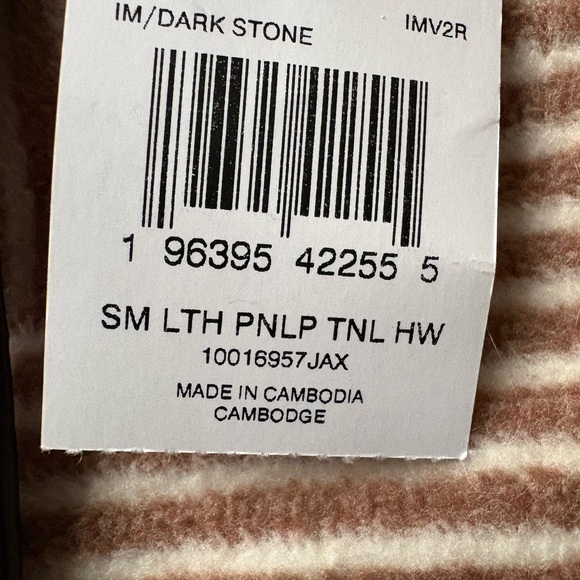 IM/DARK STONE IMV2R
1 96395 42255 5
SM LTH PNLP TNL HW
10016957JAX
MADE IN CAMBODIA
CAMBODGE